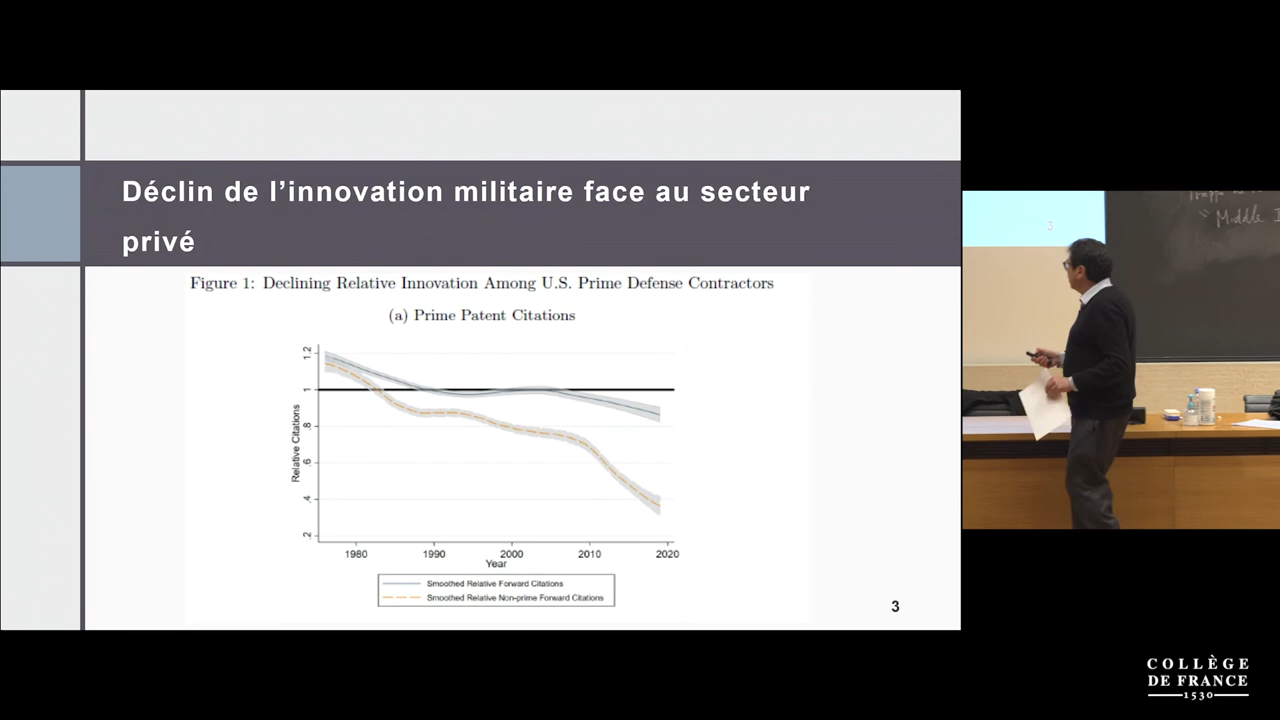 Déclin de l’innovation militaire face au secteur
privé
Figure 1: Declining Relative Innovation Among U.S. Prime Defense Contractors
(a) Prime Patent Citations
Relative Citations
1.2
1
.8
.6
.4
.2
1980 1990 2000 2010 2020
Year
Smoothed Relative Forward Citations
Smoothed Relative Non-prime Forward Citations
3
3
" Middle
COLLÈGE
DE FRANCE
1530